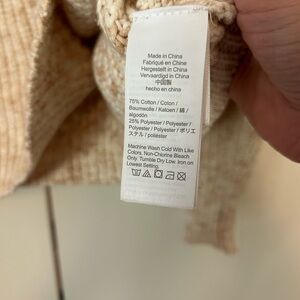 Made in China
Fabriqué en Chine
Hergestellt in China
Vervaardigd in China
中国製
hecho en china
75% Cotton / Coton /
Baumwolle / Katoen / 綿 /
algodón
25% Polyester / Polyester /
Polyester / Polyester / ポリエ
ステル / poliéster
Machine Wash Cold With Like
Colors. Non-Chlorine Bleach
Only. Tumble Dry Low. Iron on
Lowest Setting.